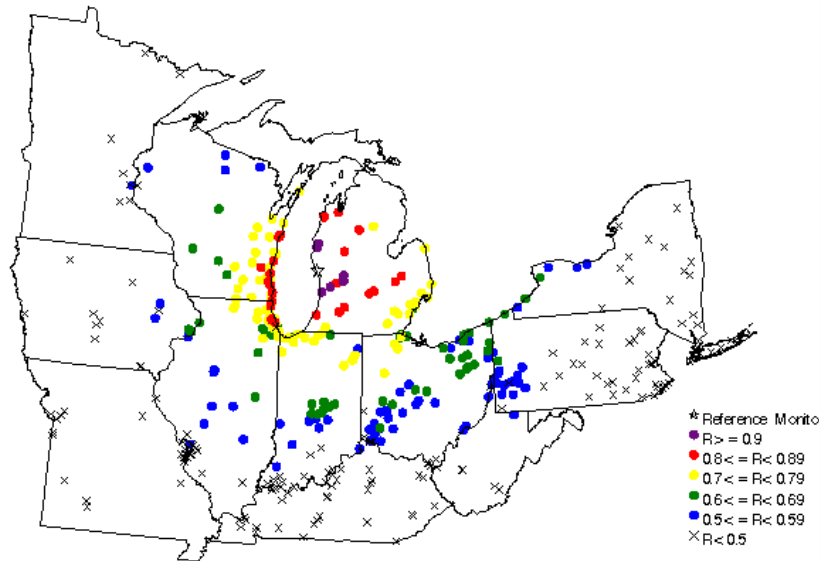 Reference Monito
R> = 0.9
0.8< = R< 0.89
0.7< = R< 0.79
0.6< = R< 0.69
0.5< = R< 0.59
R< 0.5